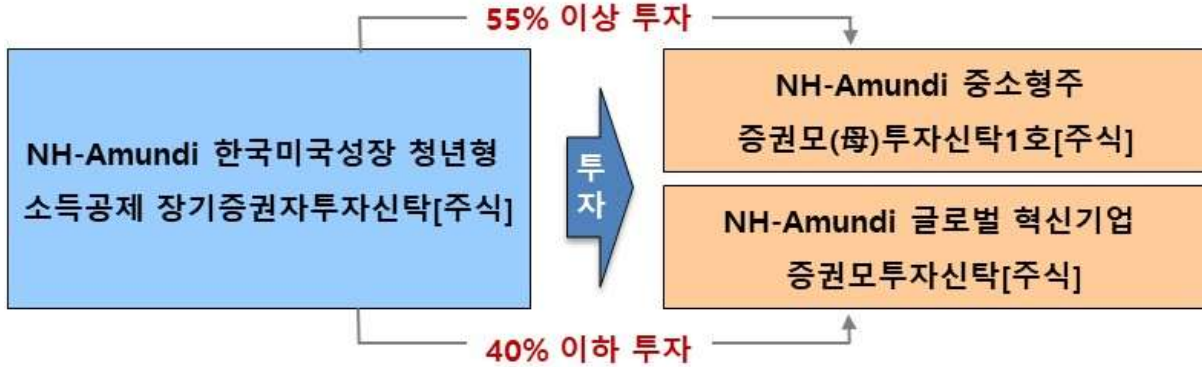 55% 이상 투자
NH-Amundi 한국미국성장 청년형
소득공제 장기증권자투자신탁[주식]
투
자
NH-Amundi 중소형주
증권모(母)투자신탁1호[주식]
NH-Amundi 글로벌 혁신기업
증권모투자신탁[주식]
40% 이하 투자